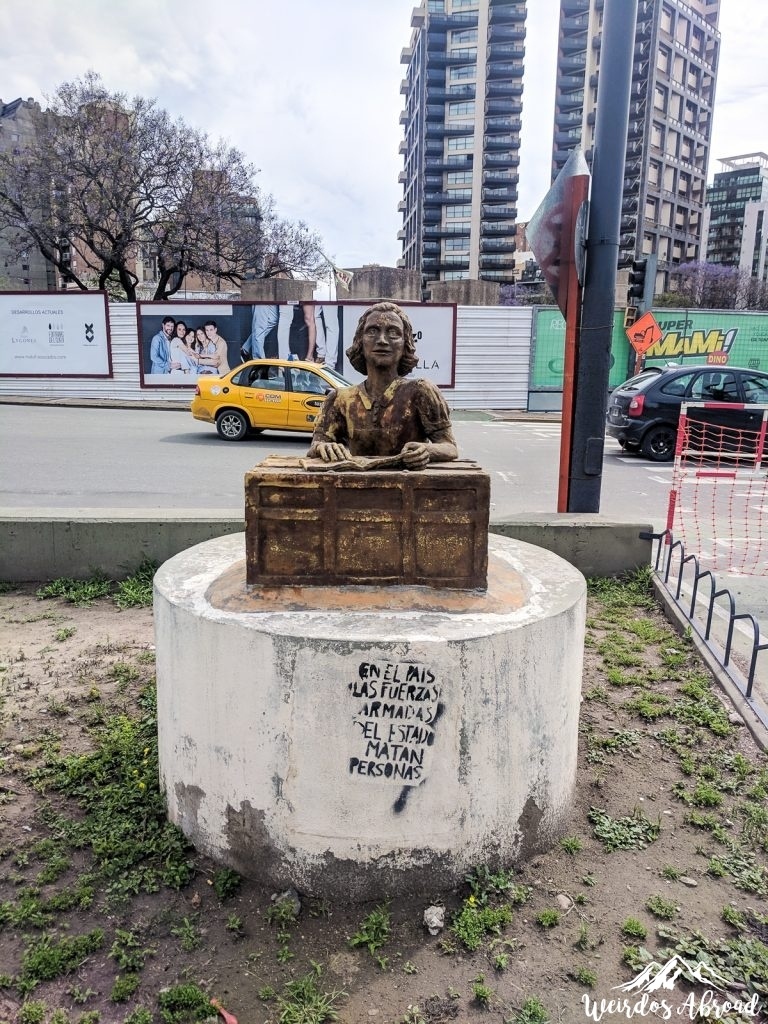 DESARROLLOS ACTUALES
SUPER
MAMi!
DINO
EN EL PAIS
LAS FUERZAS
ARMADAS
DEL ESTADO
MATAN
PERSONAS
Weirdos Abroad